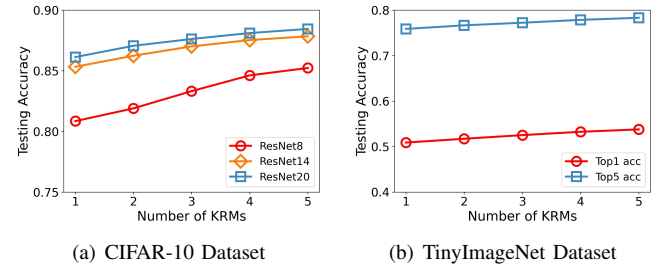 0.90
0.85
0.80
0.75
Testing Accuracy
1 2 3 4 5
Number of KRMs
ResNet8
ResNet14
ResNet20
(a) CIFAR-10 Dataset
0.8
0.7
0.6
0.5
0.4
Testing Accuracy
1 2 3 4 5
Number of KRMs
Top1 acc
Top5 acc
(b) TinyImageNet Dataset